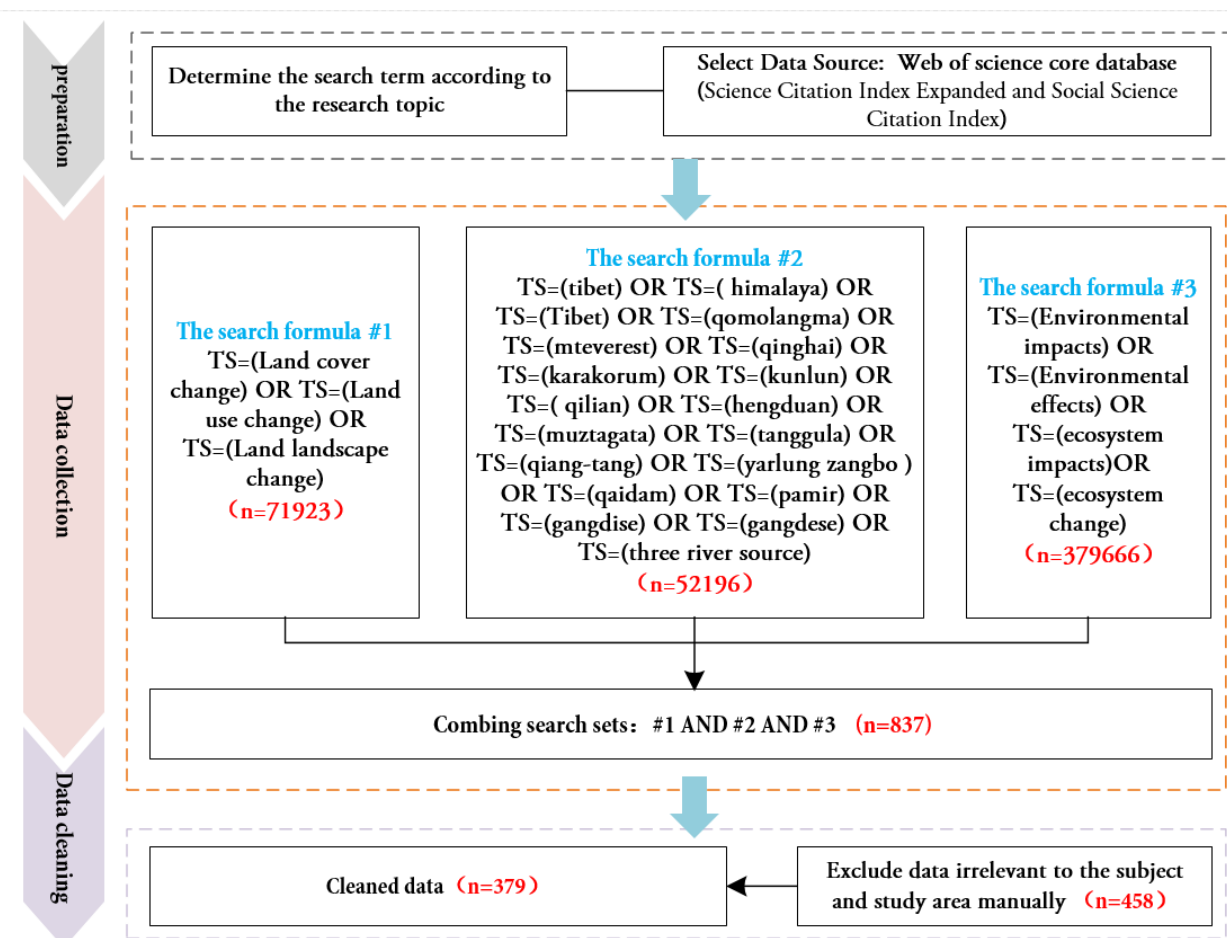 preparation
Determine the search term according to
the research topic
Select Data Source: Web of science core database
(Science Citation Index Expanded and Social Science
Citation Index)
Data collection
The search formula #1
TS=(Land cover
change) OR TS=(Land
use change) OR
TS=(Land landscape
change)
(n=71923)
The search formula #2
TS=(tibet) OR TS=( himalaya) OR
TS=(Tibet) OR TS=(qomolangma) OR
TS=(mteverest) OR TS=(qinghai) OR
TS=(karakorum) OR TS=(kunlun) OR
TS=( qilian) OR TS=(hengduan) OR
TS=(muztagata) OR TS=(tanggula) OR
TS=(qiang-tang) OR TS=(yarlung zangbo )
OR TS=(qaidam) OR TS=(pamir) OR
TS=(gangdise) OR TS=(gangdese) OR
TS=(three river source)
(n=52196)
The search formula #3
TS=(Environmental
impacts) OR
TS=(Environmental
effects) OR
TS=(ecosystem
impacts)OR
TS=(ecosystem
change)
(n=379666)
Combing search sets: #1 AND #2 AND #3 (n=837)
Data cleaning
Cleaned data (n=379)
Exclude data irrelevant to the subject
and study area manually (n=458)